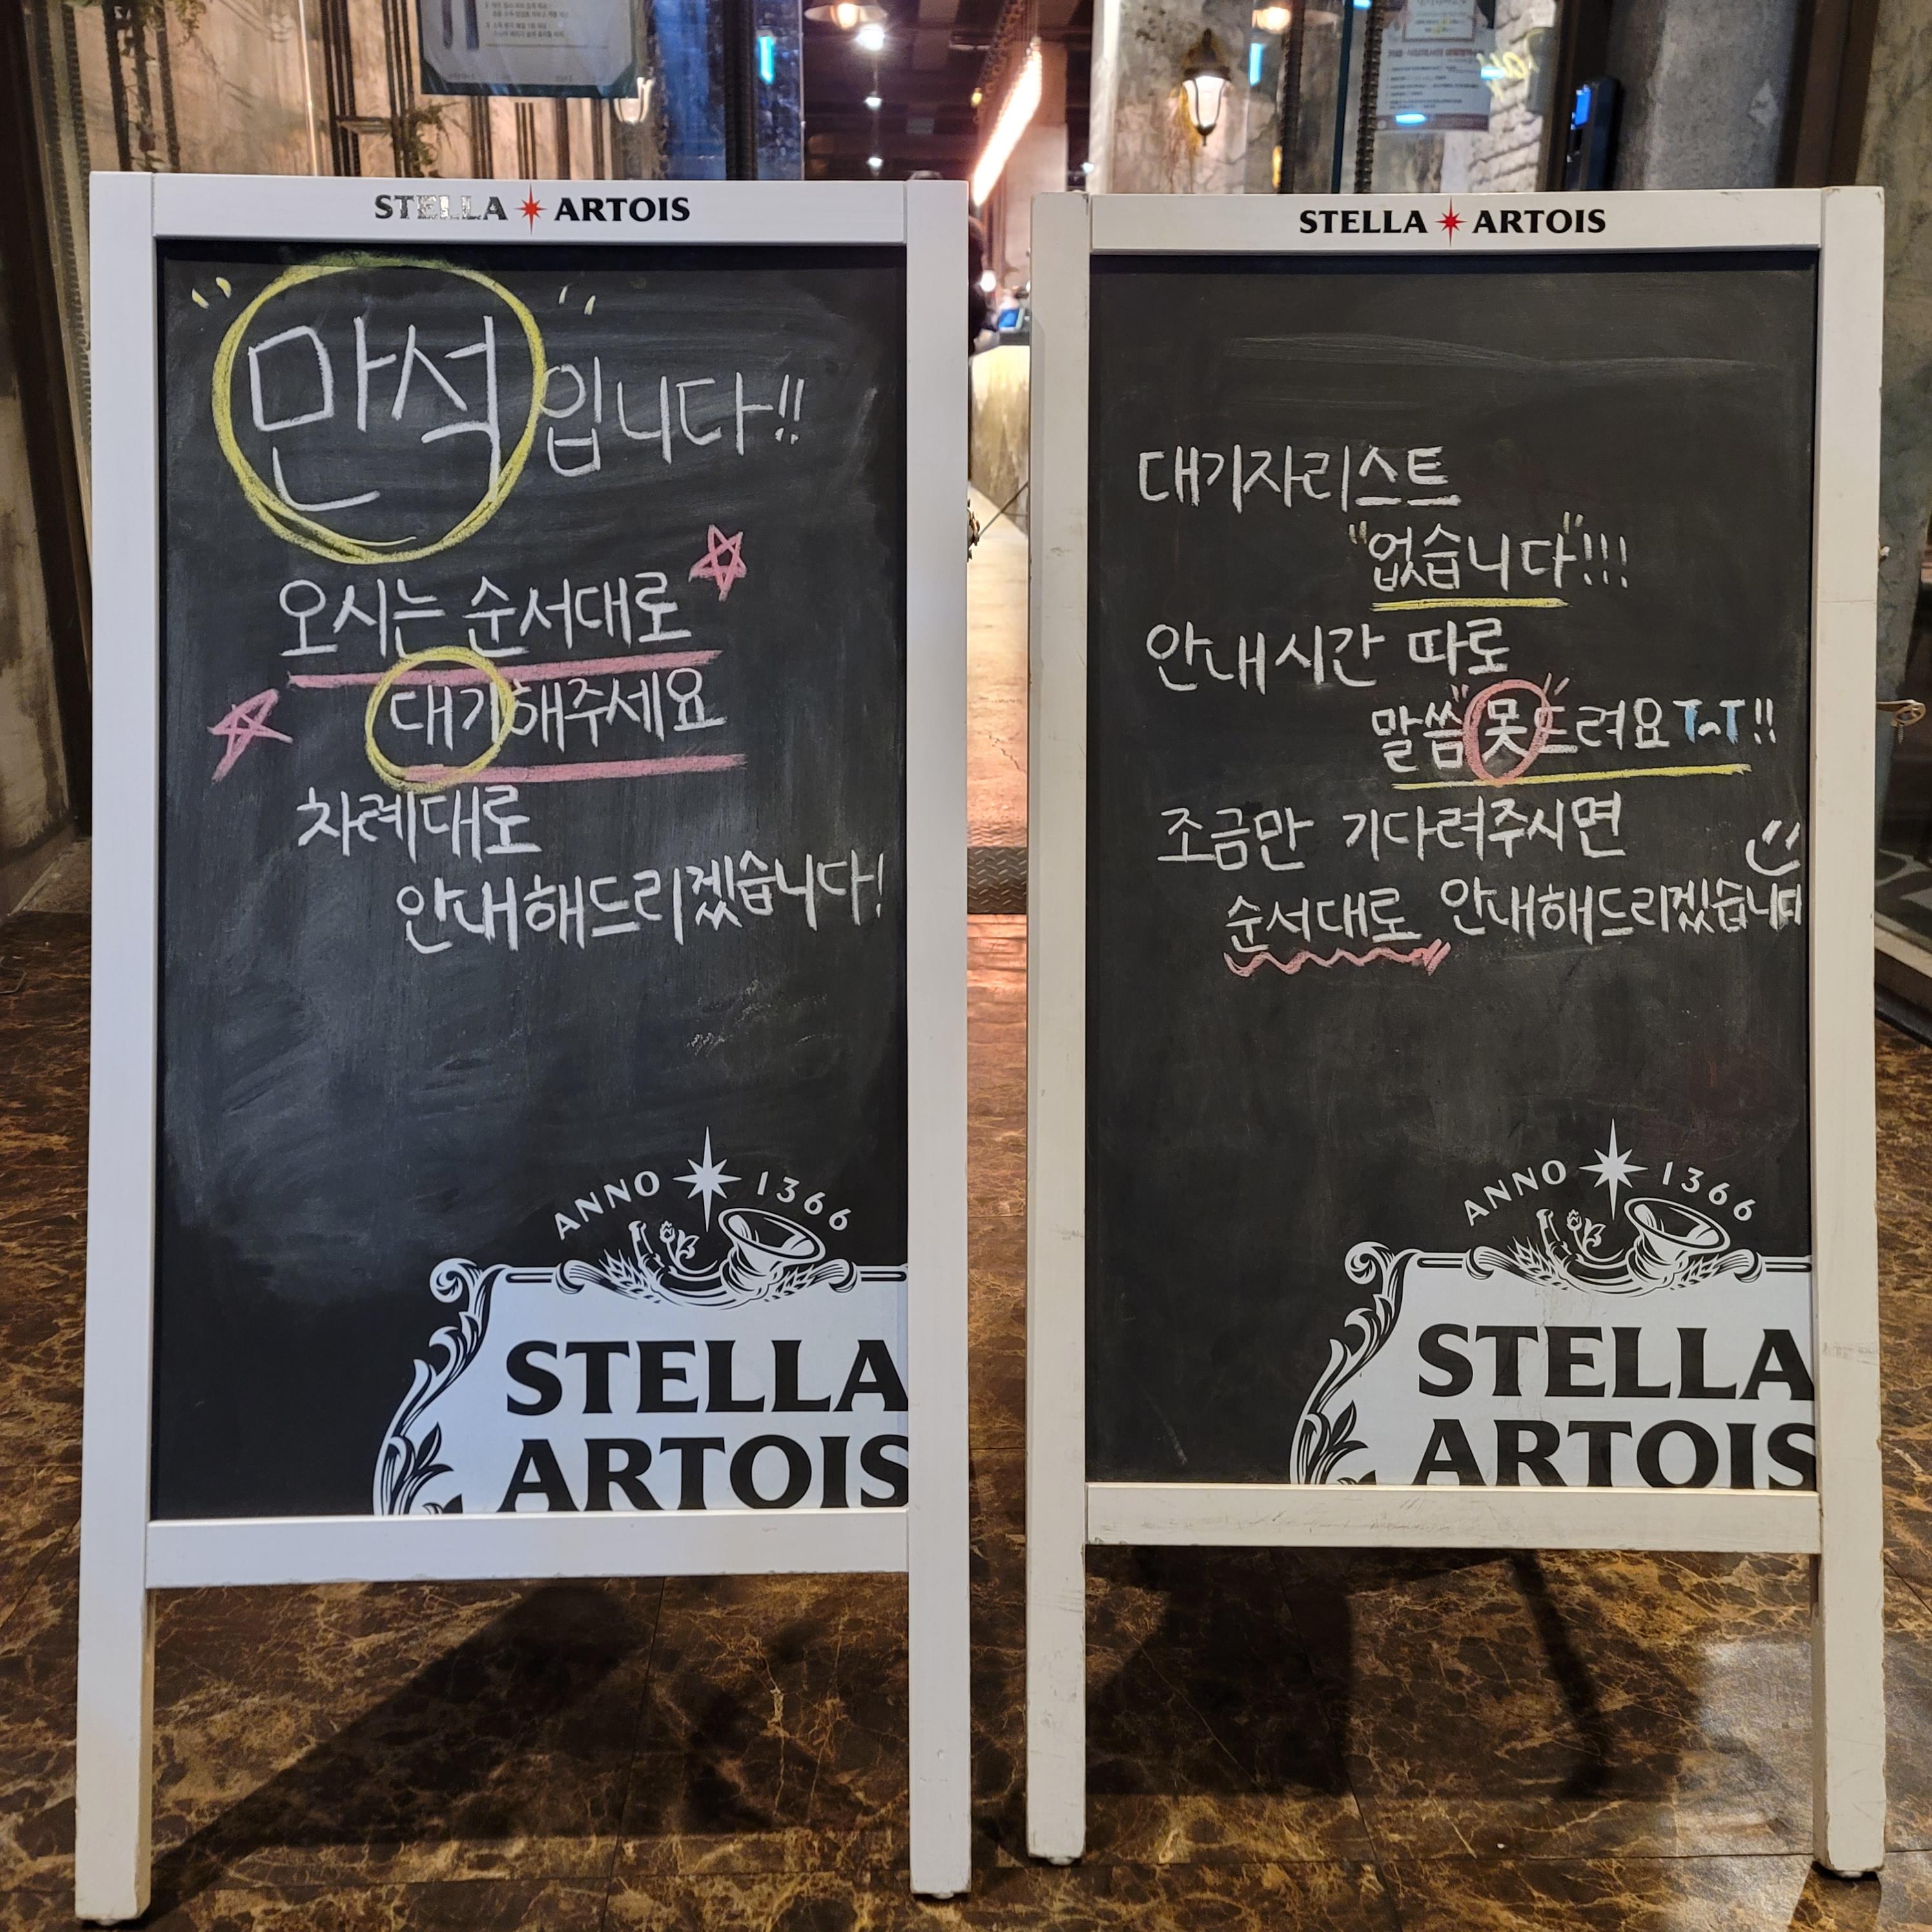 STELLA ARTOIS
만석입니다!!
오시는 순서대로
대기해주세요
차례대로
안내해드리겠습니다!
ANNO 1366
STELLA
ARTOIS
STELLA ARTOIS
대기자리스트
"없습니다"!!!
안내시간 따로
말씀"못"드려요 T^T!!
조금만 기다려주시면
순서대로 안내해드리겠습니다
ANNO 1366
STELLA
ARTOIS